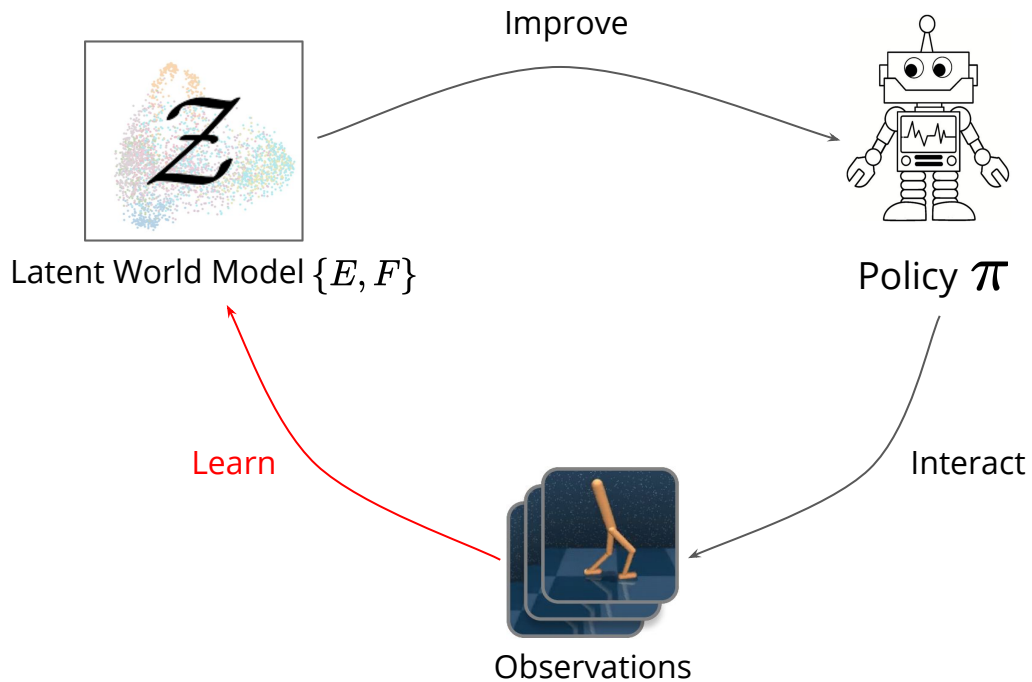 Improve
Z
Latent World Model {E, F}
Policy π
Learn
Interact
Observations